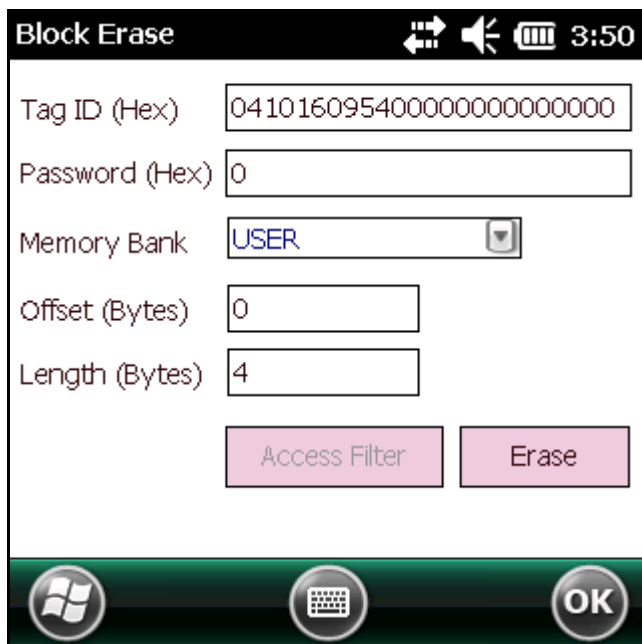 Block Erase 3:50
Tag ID (Hex) 041016095400000000000000
Password (Hex) 0
Memory Bank USER
Offset (Bytes) 0
Length (Bytes) 4
Access Filter Erase
OK